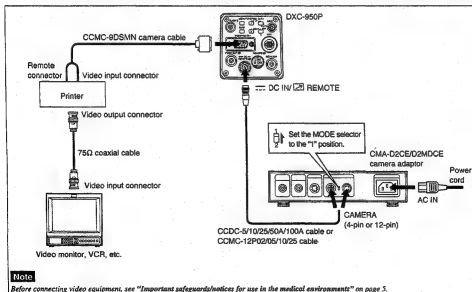 DXC-950P
CCMC-9DSMN camera cable
Remote connector
Video input connector
Printer
DC IN/ REMOTE
Video output connector
75Ω coaxial cable
Set the MODE selector to the "1" position.
1
2
CMA-D2CE/D2MDCE
camera adaptor
Power cord
AC IN
Video input connector
CAMERA
(4-pin or 12-pin)
CCDC-5/10/25/50A/100A cable or
CCMC-12P02/05/10/25 cable
Video monitor, VCR, etc.
Note
Before connecting video equipment, see "Important safeguards/notices for use in the medical environments" on page 5.